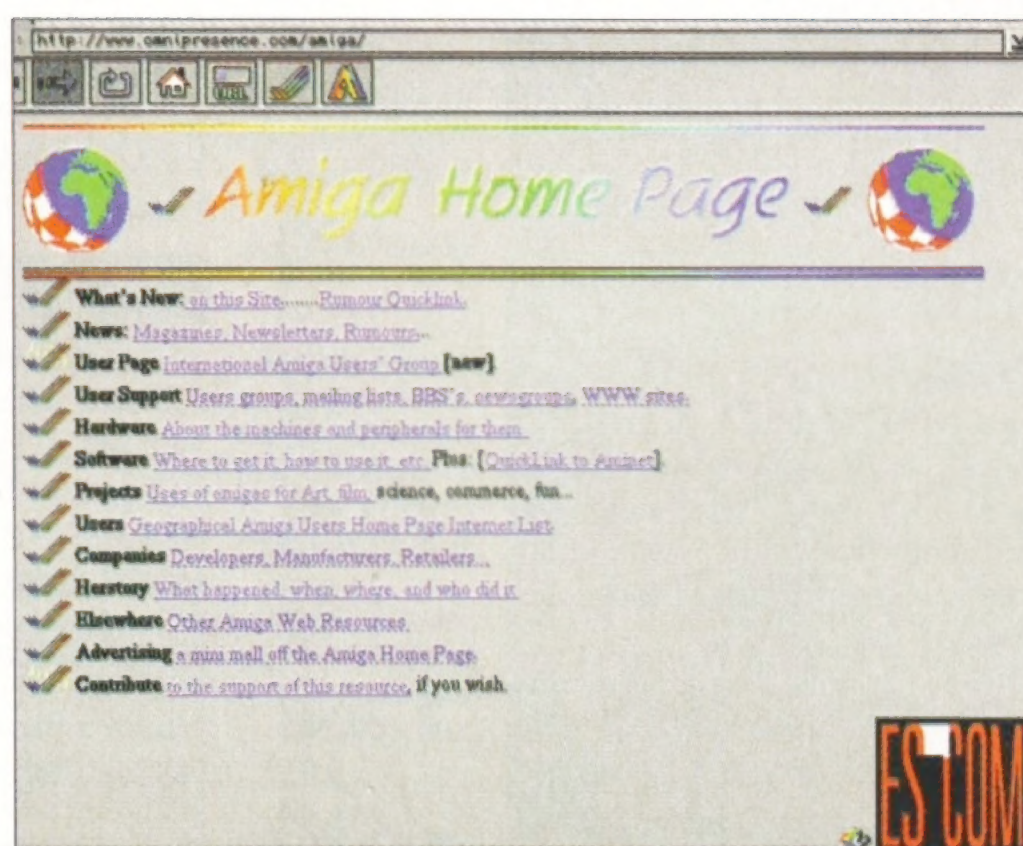 http://www.omnipresence.com/amiga/
URL
Amiga Home Page
What's New: on this Site........Rumour Quicklink.
News: Magazines, Newsletters, Rumours...
User Page International Amiga Users' Group [new].
User Support Users groups, mailing lists, BBS's, newsgroups, WWW sites.
Hardware About the machines and peripherals for them.
Software Where to get it, how to use it, etc. Plus: [QuickLink to Aminet].
Projects Uses of amigas for Art, film, science, commerce, fun...
Users Geographical Amiga Users Home Page Internet List.
Companies Developers, Manufacturers, Retailers...
Herstory What happened, when, where, and who did it.
Elsewhere Other Amiga Web Resources.
Advertising a mini mall off the Amiga Home Page.
Contribute to the support of this resource, if you wish.
ESCOM